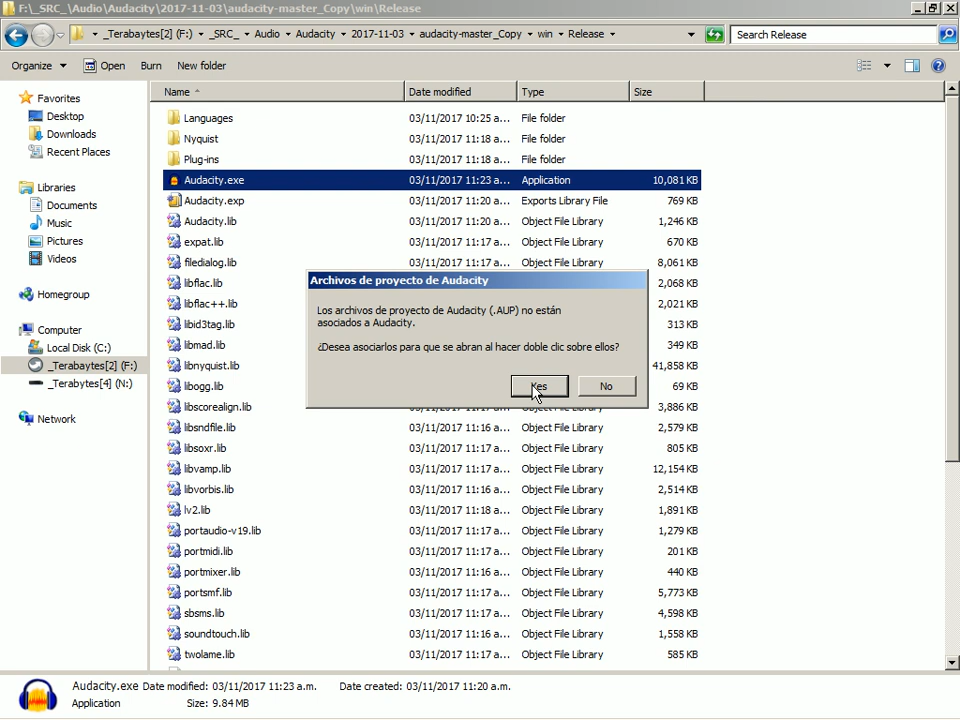 F:\_SRC_\Audio\Audacity\2017-11-03\audacity-master_Copy\win\Release
_Terabaytes[2] (F:) _SRC_ Audio Audacity 2017-11-03 audacity-master_Copy win Release
Search Release
Organize Open Burn New folder
Name Date modified Type Size
Favorites
Desktop
Downloads
Recent Places
Libraries
Documents
Music
Pictures
Videos
Homegroup
Computer
Local Disk (C:)
_Terabaytes[2] (F:)
_Terabytes[4] (N:)
Network
Languages 03/11/2017 10:25 a... File folder
Nyquist 03/11/2017 11:18 a... File folder
Plug-ins 03/11/2017 11:18 a... File folder
Audacity.exe 03/11/2017 11:23 a... Application 10,081 KB
Audacity.exp 03/11/2017 11:20 a... Exports Library File 769 KB
Audacity.lib 03/11/2017 11:20 a... Object File Library 1,246 KB
expat.lib 03/11/2017 11:17 a... Object File Library 670 KB
filedialog.lib 03/11/2017 11:17 a... Object File Library 8,061 KB
libflac.lib 2,068 KB
libflac++.lib 2,021 KB
libid3tag.lib 313 KB
libmad.lib 349 KB
libnyquist.lib 41,858 KB
libogg.lib 69 KB
libscorealign.lib 3,886 KB
libsndfile.lib 03/11/2017 11:16 a... Object File Library 2,579 KB
libsoxr.lib 03/11/2017 11:17 a... Object File Library 805 KB
libvamp.lib 03/11/2017 11:17 a... Object File Library 12,154 KB
libvorbis.lib 03/11/2017 11:16 a... Object File Library 2,514 KB
lv2.lib 03/11/2017 11:18 a... Object File Library 1,891 KB
portaudio-v19.lib 03/11/2017 11:17 a... Object File Library 1,279 KB
portmidi.lib 03/11/2017 11:17 a... Object File Library 201 KB
portmixer.lib 03/11/2017 11:16 a... Object File Library 440 KB
portsmf.lib 03/11/2017 11:17 a... Object File Library 5,773 KB
sbsms.lib 03/11/2017 11:17 a... Object File Library 4,598 KB
soundtouch.lib 03/11/2017 11:16 a... Object File Library 1,558 KB
twolame.lib 03/11/2017 11:17 a... Object File Library 585 KB
Archivos de proyecto de Audacity
Los archivos de proyecto de Audacity (.AUP) no están
asociados a Audacity.
¿Desea asociarlos para que se abran al hacer doble clic sobre ellos?
Yes No
Audacity.exe Date modified: 03/11/2017 11:23 a.m. Date created: 03/11/2017 11:20 a.m.
Application Size: 9.84 MB